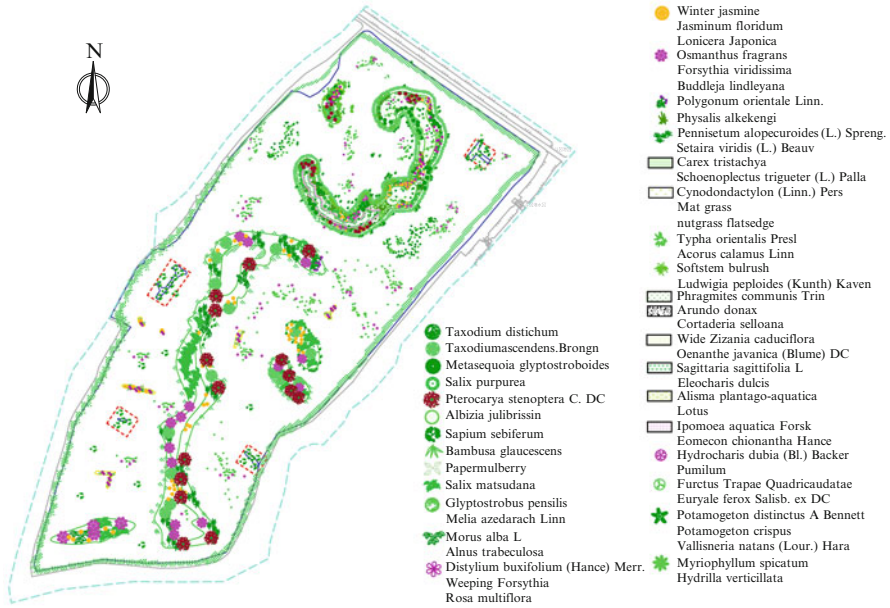 N
Taxodium distichum
Taxodiumascendens.Brongn
Metasequoia glyptostroboides
Salix purpurea
Pterocarya stenoptera C. DC
Albizia julibrissin
Sapium sebiferum
Bambusa glaucescens
Papermulberry
Salix matsudana
Glyptostrobus pensilis
Melia azedarach Linn
Morus alba L
Alnus trabeculosa
Distylium buxifolium (Hance) Merr.
Weeping Forsythia
Rosa multiflora
Winter jasmine
Jasminum floridum
Lonicera Japonica
Osmanthus fragrans
Forsythia viridissima
Buddleja lindleyana
Polygonum orientale Linn.
Physalis alkekengi
Pennisetum alopecuroides (L.) Spreng.
Setaira viridis (L.) Beauv
Carex tristachya
Schoenoplectus trigueter (L.) Palla
Cynodondactylon (Linn.) Pers
Mat grass
nutgrass flatsedge
Typha orientalis Presl
Acorus calamus Linn
Softstem bulrush
Ludwigia peploides (Kunth) Kaven
Phragmites communis Trin
Arundo donax
Cortaderia selloana
Wide Zizania caduciflora
Oenanthe javanica (Blume) DC
Sagittaria sagittifolia L
Eleocharis dulcis
Alisma plantago-aquatica
Lotus
Ipomoea aquatica Forsk
Eomecon chionantha Hance
Hydrocharis dubia (Bl.) Backer
Pumilum
Furctus Trapae Quadricaudatae
Euryale ferox Salisb. ex DC
Potamogeton distinctus A Bennett
Potamogeton crispus
Vallisneria natans (Lour.) Hara
Myriophyllum spicatum
Hydrilla verticillata